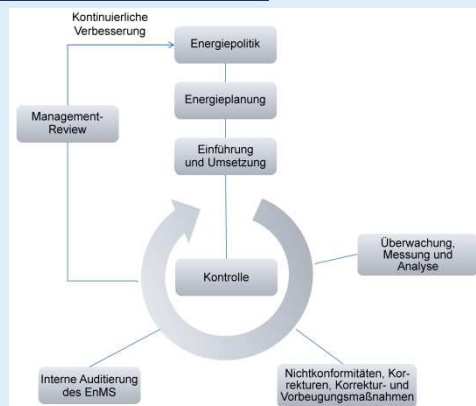 Kontinuierliche
Verbesserung
Energiepolitik
Energieplanung
Management-
Review
Einführung
und Umsetzung
Überwachung,
Messung und
Analyse
Kontrolle
Interne Auditierung
des EnMS
Nichtkonformitäten, Kor-
rekturen, Korrektur- und
Vorbeugungsmaßnahmen